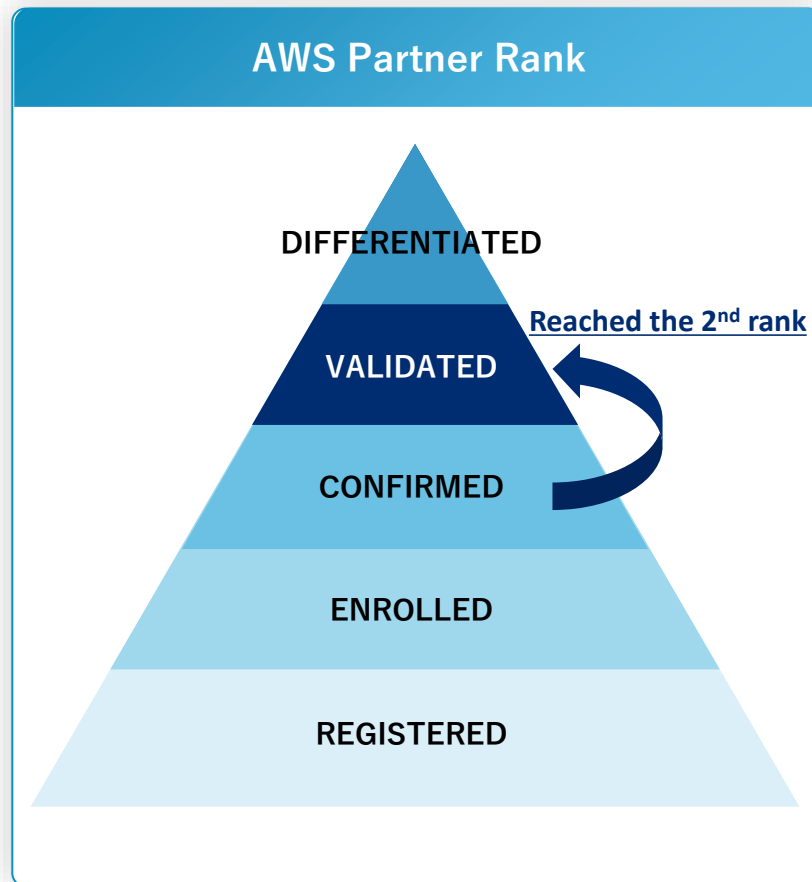 AWS Partner Rank
DIFFERENTIATED
Reached the 2nd rank
VALIDATED
CONFIRMED
ENROLLED
REGISTERED